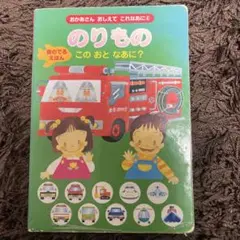 おかあさん おしえて これなあに 6
のりもの
音のでる
えほん
この おと なあに?